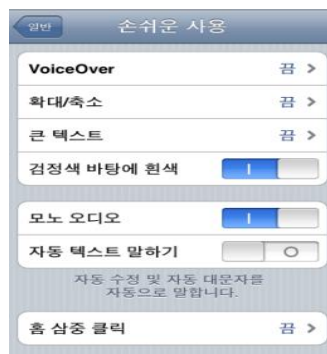 일반
손쉬운 사용
VoiceOver 끔
확대/축소 끔
큰 텍스트 끔
검정색 바탕에 흰색
모노 오디오
자동 텍스트 말하기
자동 수정 및 자동 대문자를
자동으로 말합니다.
홈 삼중 클릭 끔